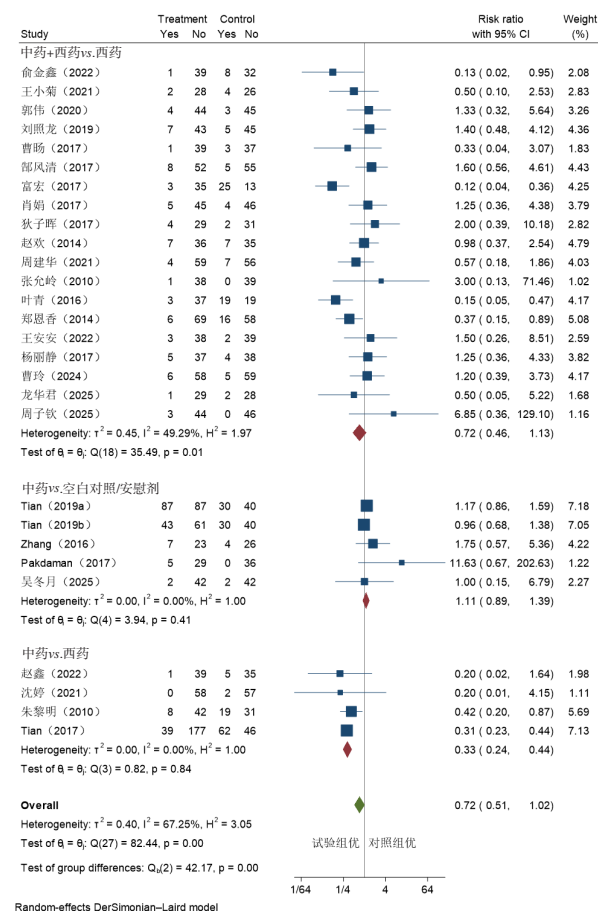 Treatment Control Risk ratio Weight
Study Yes No Yes No with 95% CI (%)
中药+西药vs.西药
俞金鑫（2022） 1 39 8 32 0.13 ( 0.02, 0.95) 2.08
王小菊（2021） 2 28 4 26 0.50 ( 0.10, 2.53) 2.83
郭伟（2020） 4 44 3 45 1.33 ( 0.32, 5.64) 3.26
刘照龙（2019） 7 43 5 45 1.40 ( 0.48, 4.12) 4.36
曹旸（2017） 1 39 3 37 0.33 ( 0.04, 3.07) 1.83
郜风清（2017） 8 52 5 55 1.60 ( 0.56, 4.61) 4.43
富宏（2017） 3 35 25 13 0.12 ( 0.04, 0.36) 4.25
肖娟（2017） 5 45 4 46 1.25 ( 0.36, 4.38) 3.79
狄子晖（2017） 4 29 2 31 2.00 ( 0.39, 10.18) 2.82
赵欢（2014） 7 36 7 35 0.98 ( 0.37, 2.54) 4.79
周建华（2021） 4 59 7 56 0.57 ( 0.18, 1.86) 4.03
张允岭（2010） 1 38 0 39 3.00 ( 0.13, 71.46) 1.02
叶青（2016） 3 37 19 19 0.15 ( 0.05, 0.47) 4.17
郑恩香（2014） 6 69 16 58 0.37 ( 0.15, 0.89) 5.08
王安安（2022） 3 38 2 39 1.50 ( 0.26, 8.51) 2.59
杨丽静（2017） 5 37 4 38 1.25 ( 0.36, 4.33) 3.82
曹玲（2024） 6 58 5 59 1.20 ( 0.39, 3.73) 4.17
龙华君（2025） 1 29 2 28 0.50 ( 0.05, 5.22) 1.68
周子钦（2025） 3 44 0 46 6.85 ( 0.36, 129.10) 1.16
Heterogeneity: τ² = 0.45, I² = 49.29%, H² = 1.97 0.72 ( 0.46, 1.13)
Test of θᵢ = θⱼ: Q(18) = 35.49, p = 0.01
中药vs.空白对照/安慰剂
Tian（2019a） 87 87 30 40 1.17 ( 0.86, 1.59) 7.18
Tian（2019b） 43 61 30 40 0.96 ( 0.68, 1.38) 7.05
Zhang（2016） 7 23 4 26 1.75 ( 0.57, 5.36) 4.22
Pakdaman（2017） 5 29 0 36 11.63 ( 0.67, 202.63) 1.22
吴冬月（2025） 2 42 2 42 1.00 ( 0.15, 6.79) 2.27
Heterogeneity: τ² = 0.00, I² = 0.00%, H² = 1.00 1.11 ( 0.89, 1.39)
Test of θᵢ = θⱼ: Q(4) = 3.94, p = 0.41
中药vs.西药
赵鑫（2022） 1 39 5 35 0.20 ( 0.02, 1.64) 1.98
沈婷（2021） 0 58 2 57 0.20 ( 0.01, 4.15) 1.11
朱黎明（2010） 8 42 19 31 0.42 ( 0.20, 0.87) 5.69
Tian（2017） 39 177 62 46 0.31 ( 0.23, 0.44) 7.13
Heterogeneity: τ² = 0.00, I² = 0.00%, H² = 1.00 0.33 ( 0.24, 0.44)
Test of θᵢ = θⱼ: Q(3) = 0.82, p = 0.84
Overall 0.72 ( 0.51, 1.02)
Heterogeneity: τ² = 0.40, I² = 67.25%, H² = 3.05
Test of θᵢ = θⱼ: Q(27) = 82.44, p = 0.00 试验组优 对照组优
Test of group differences: Q_b(2) = 42.17, p = 0.00
1/64 1/4 4 64
Random-effects DerSimonian–Laird model